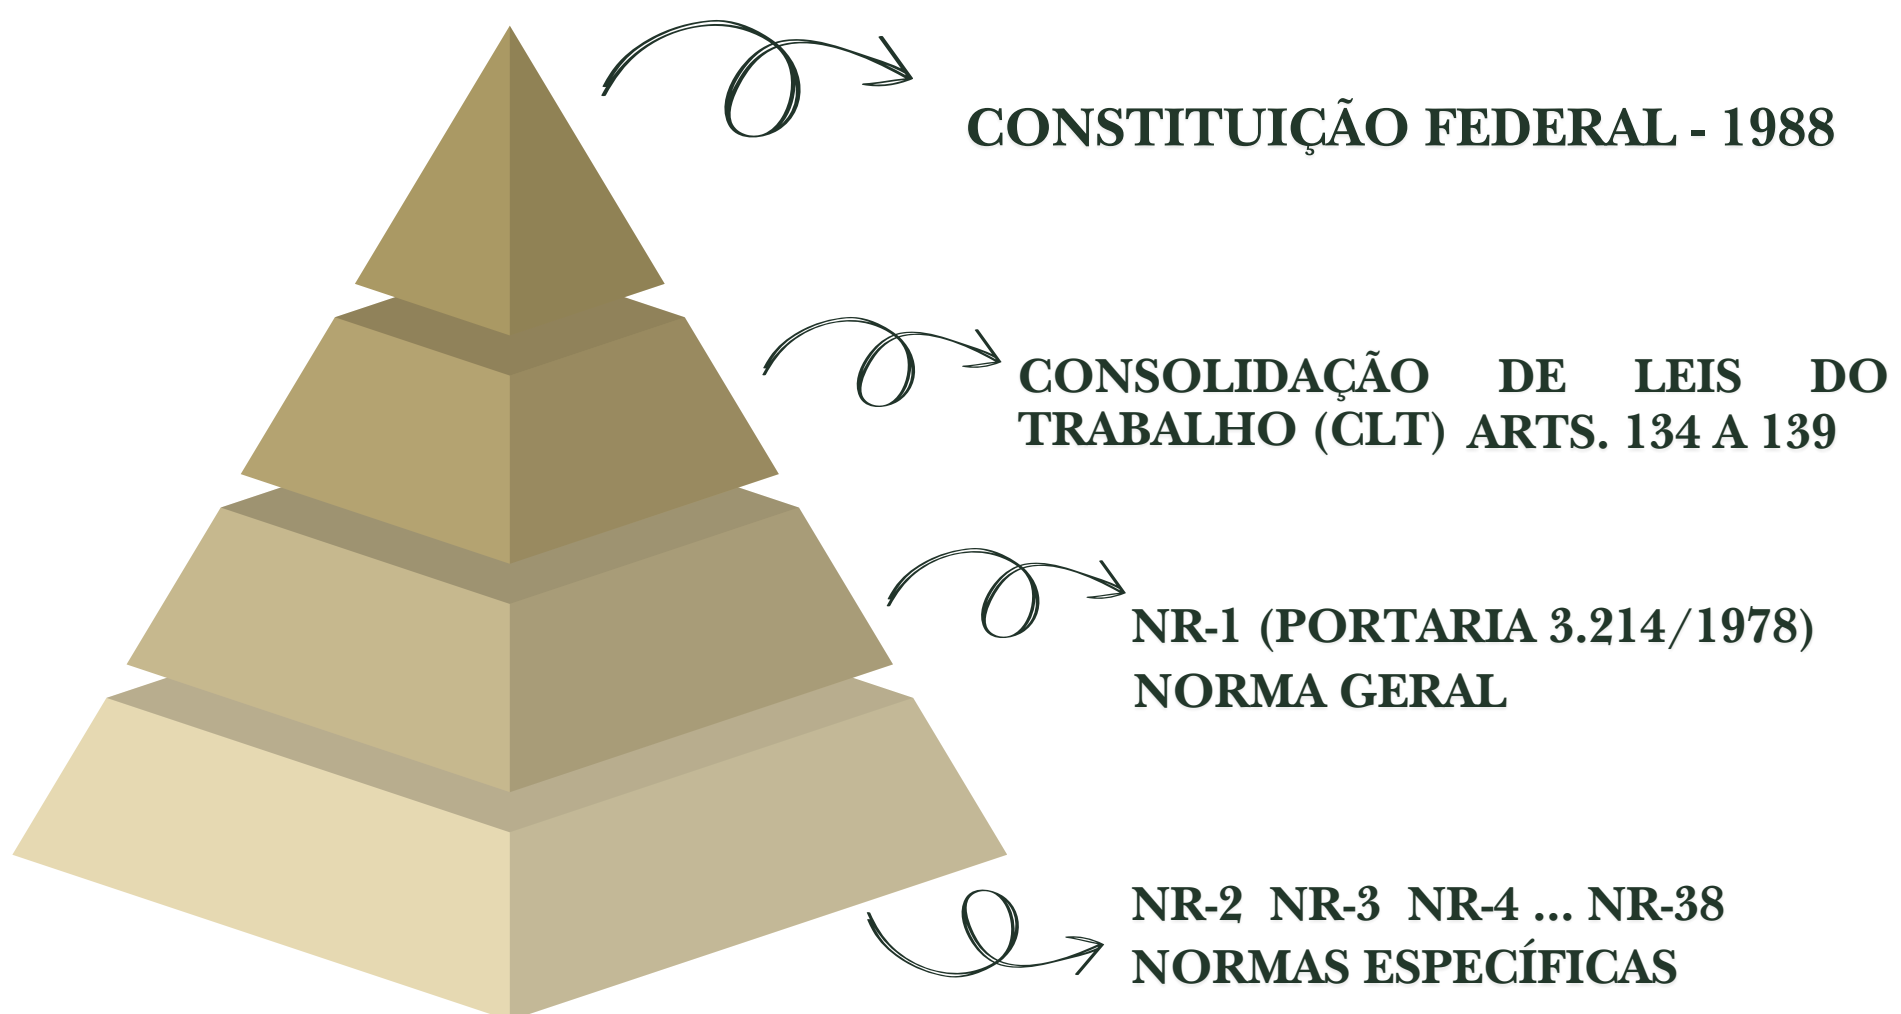 CONSTITUIÇÃO FEDERAL - 1988
CONSOLIDAÇÃO DE LEIS DO
TRABALHO (CLT) ARTS. 134 A 139
NR-1 (PORTARIA 3.214/1978)
NORMA GERAL
NR-2 NR-3 NR-4 ... NR-38
NORMAS ESPECÍFICAS